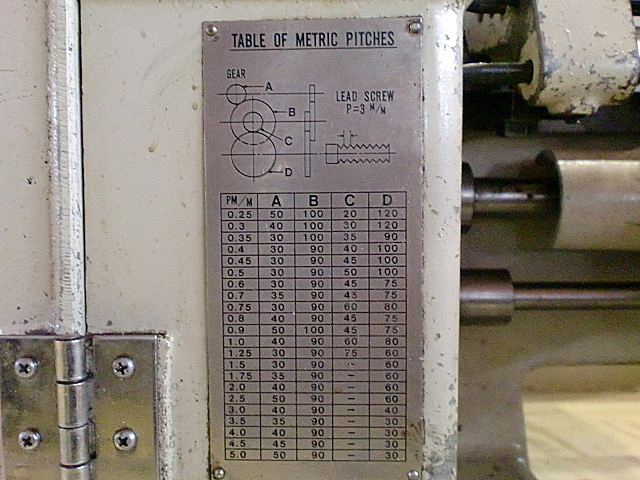 TABLE OF METRIC PITCHES
GEAR
A
LEAD SCREW
P=3 M/M
B
C
D
PM/M A B C D
0.25 50 100 20 120
0.3 40 100 30 120
0.35 30 100 35 90
0.4 30 90 40 100
0.45 30 90 45 100
0.5 30 90 50 100
0.6 30 90 45 75
0.7 35 90 45 75
0.75 30 90 60 80
0.8 40 90 45 75
0.9 50 100 45 75
1.0 40 90 60 80
1.25 30 90 75 60
1.5 30 90 – 60
1.75 35 90 – 60
2.0 40 90 – 60
2.5 50 90 – 60
3.0 40 90 – 40
3.5 35 90 – 30
4.0 40 90 – 30
4.5 45 90 – 30
5.0 50 90 – 30